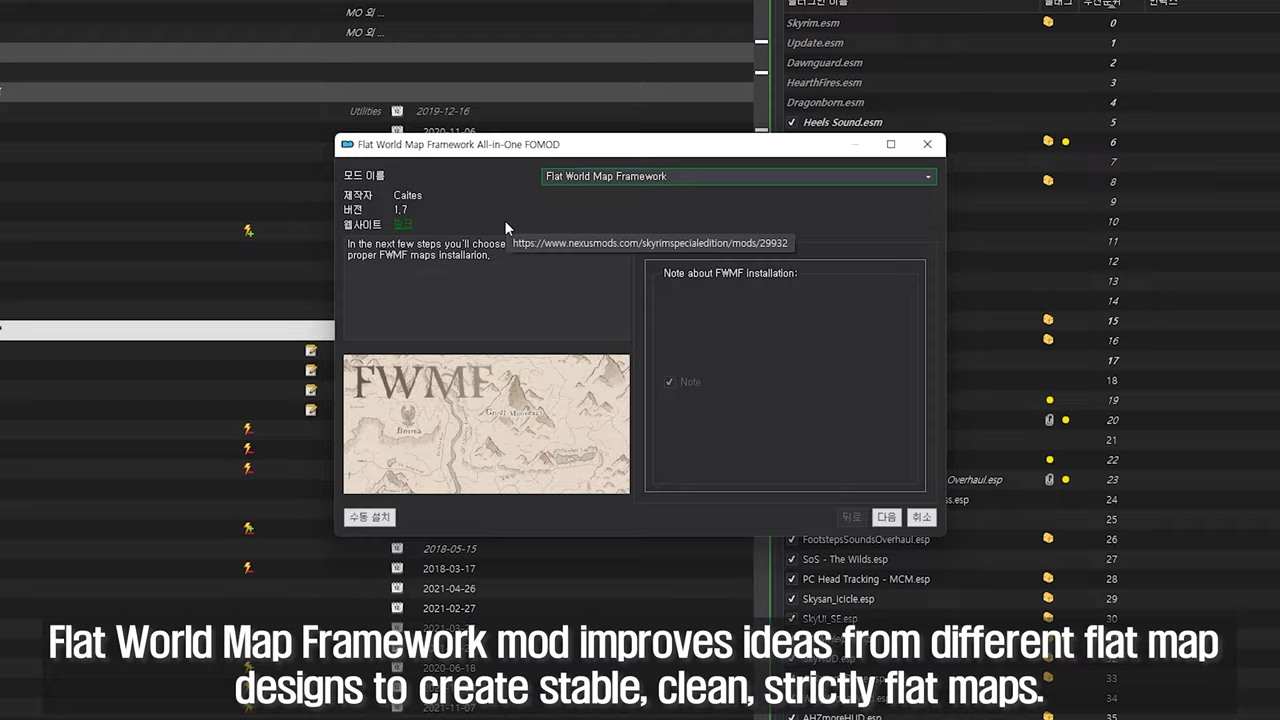 MO 외 ...
MO 외 ...
Utilities 2019-12-16
2020-11-06
2018-05-15
2018-03-17
2021-04-26
2021-02-27
2020-06-18
2021-11-07
Skyrim.esm 0
Update.esm 1
Dawnguard.esm 2
HearthFires.esm 3
Dragonborn.esm 4
Heels Sound.esm 5
6
7
8
9
10
11
12
13
14
15
16
17
18
19
20
21
22
Overhaul.esp 23
ss.esp 24
25
FootstepsSoundsOverhaul.esp 26
SoS - The Wilds.esp 27
PC Head Tracking - MCM.esp 28
Skysan_Icicle.esp 29
SkyUI_SE.esp 30
33
34
AHZmoreHUD.esp 35
Flat World Map Framework All-in-One FOMOD
모드 이름 Flat World Map Framework
제작자 Caites
버전 1.7
웹사이트 링크
https://www.nexusmods.com/skyrimspecialedition/mods/29932
In the next few steps you'll choose
proper FWMF maps installarion.
Note about FWMF installation:
Note
FWMF
Bruma
수동 설치 뒤로 다음 취소
Flat World Map Framework mod improves ideas from different flat map
designs to create stable, clean, strictly flat maps.